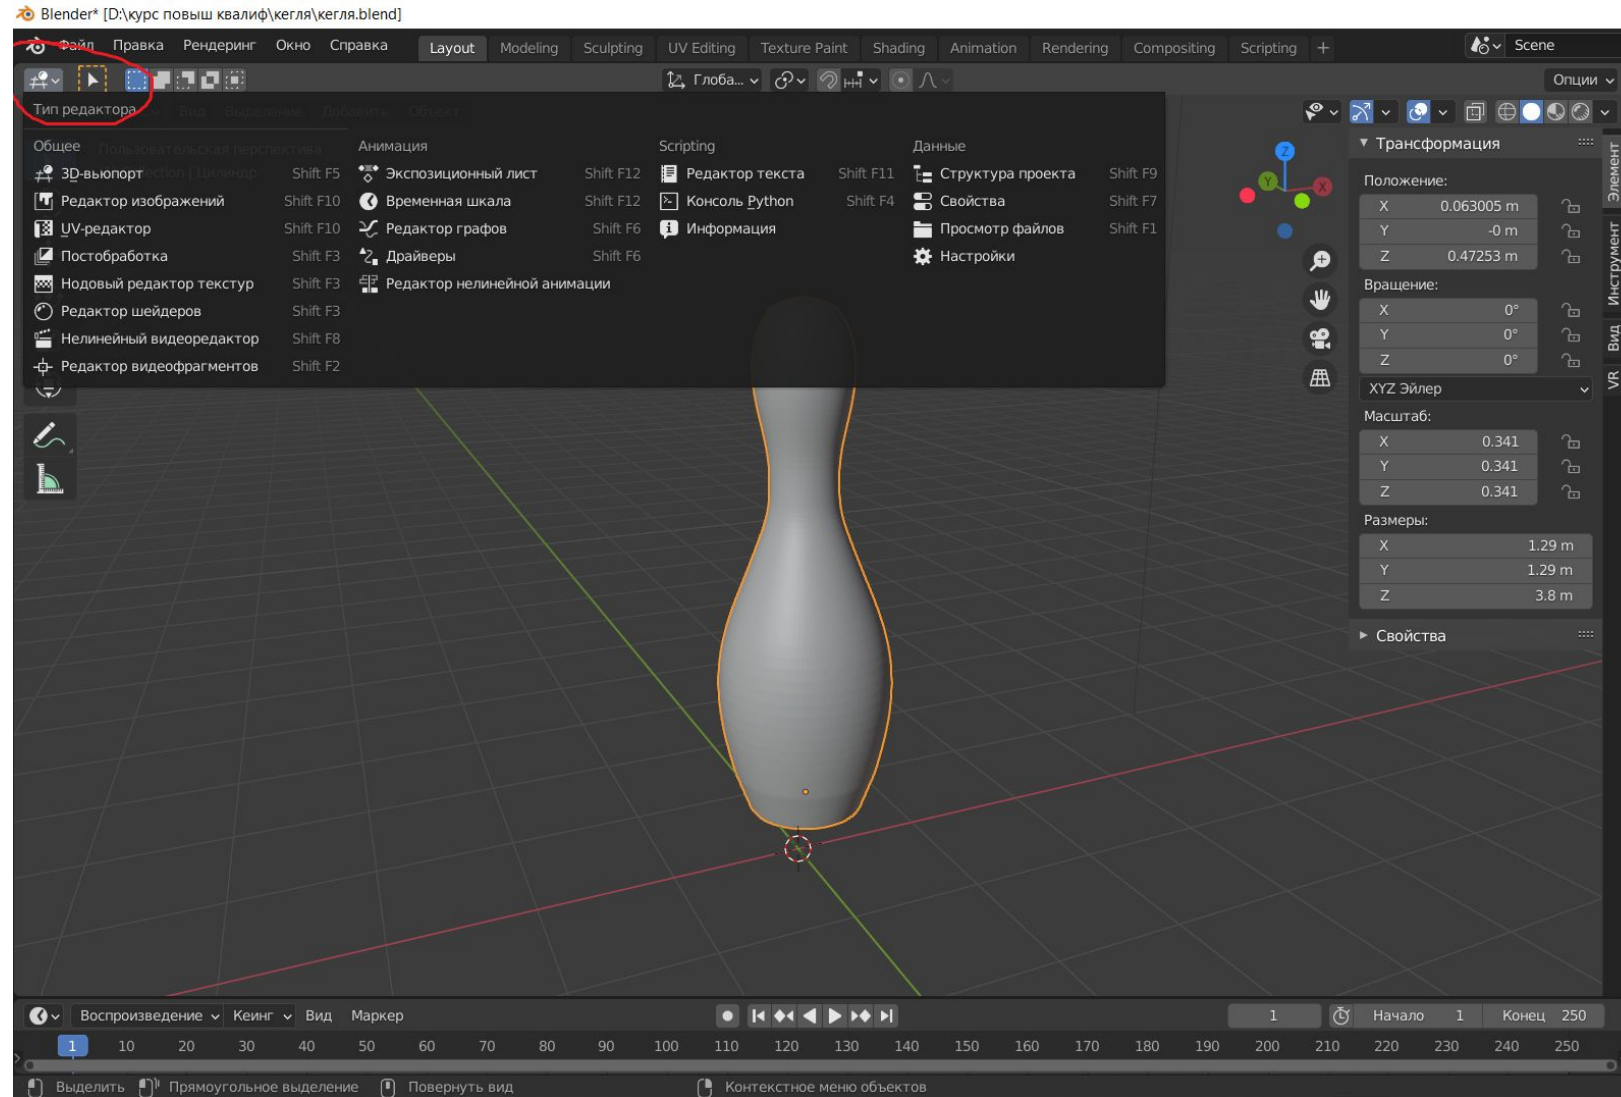 Blender* [D:\курс повыш квалиф\кегля\кегля.blend]
Файл Правка Рендеринг Окно Справка Layout Modeling Sculpting UV Editing Texture Paint Shading Animation Rendering Compositing Scripting + Scene
Глоба... Опции
Тип редактора Вид Выделение Добавить Объект
Общее Анимация Scripting Данные
Пользовательская перспектива
3D-вьюпорт Shift F5 Экспозиционный лист Shift F12 Редактор текста Shift F11 Структура проекта Shift F9
Редактор изображений Shift F10 Временная шкала Shift F12 Консоль Python Shift F4 Свойства Shift F7
UV-редактор Shift F10 Редактор графов Shift F6 Информация Просмотр файлов Shift F1
Постобработка Shift F3 Драйверы Shift F6 Настройки
Нодовый редактор текстур Shift F3 Редактор нелинейной анимации
Редактор шейдеров Shift F3
Нелинейный видеоредактор Shift F8
Редактор видеофрагментов Shift F2
Z
Y
X
Трансформация
Положение:
X 0.063005 m
Y -0 m
Z 0.47253 m
Вращение:
X 0°
Y 0°
Z 0°
XYZ Эйлер
Масштаб:
X 0.341
Y 0.341
Z 0.341
Размеры:
X 1.29 m
Y 1.29 m
Z 3.8 m
Свойства
Элемент
Инструмент
Вид
VR
Воспроизведение Кеинг Вид Маркер 1 Начало 1 Конец 250
1 10 20 30 40 50 60 70 80 90 100 110 120 130 140 150 160 170 180 190 200 210 220 230 240 250
Выделить Прямоугольное выделение Повернуть вид Контекстное меню объектов